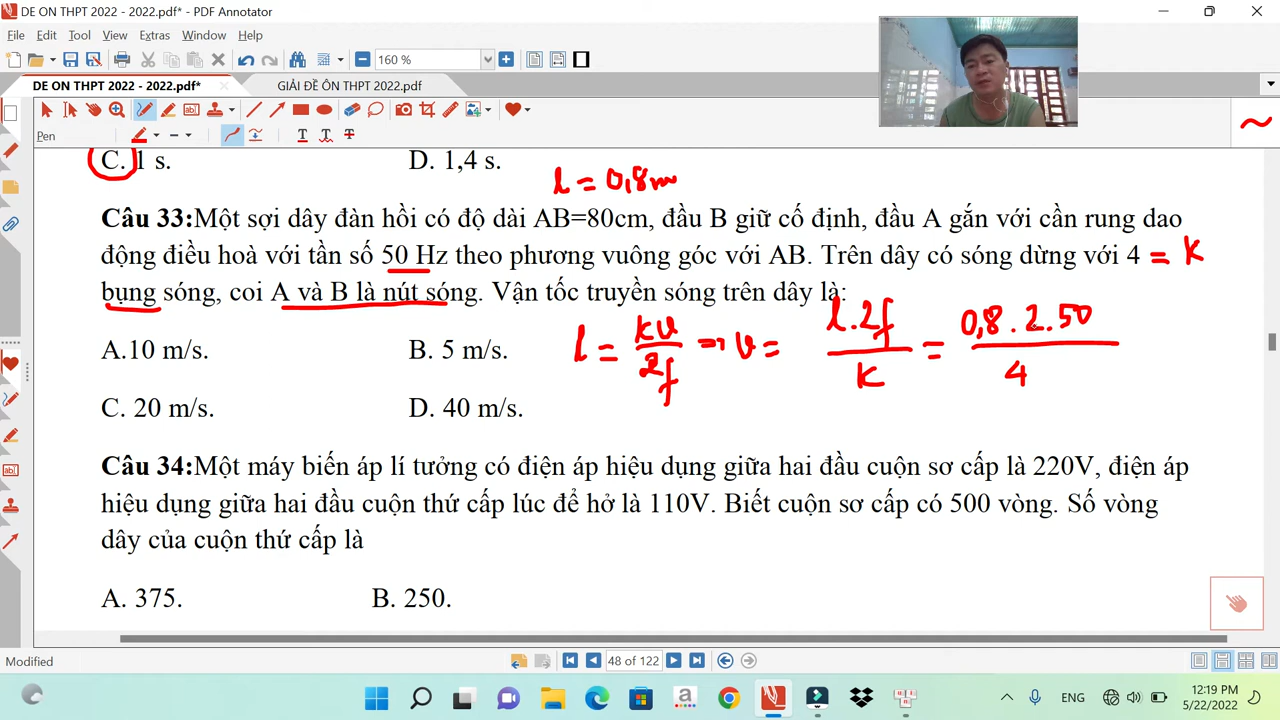 DE ON THPT 2022 - 2022.pdf* - PDF Annotator
File Edit Tool View Extras Window Help
160 %
DE ON THPT 2022 - 2022.pdf* GIẢI ĐỀ ÔN THPT 2022.pdf
Pen
C. 1 s. D. 1,4 s.
l = 0,8m
Câu 33:Một sợi dây đàn hồi có độ dài AB=80cm, đầu B giữ cố định, đầu A gắn với cần rung dao
động điều hoà với tần số 50 Hz theo phương vuông góc với AB. Trên dây có sóng dừng với 4 = K
bụng sóng, coi A và B là nút sóng. Vận tốc truyền sóng trên dây là:
l = kv/2f => v = l.2f/K = 0,8.2.50/4
A.10 m/s. B. 5 m/s.
C. 20 m/s. D. 40 m/s.
Câu 34:Một máy biến áp lí tưởng có điện áp hiệu dụng giữa hai đầu cuộn sơ cấp là 220V, điện áp
hiệu dụng giữa hai đầu cuộn thứ cấp lúc để hở là 110V. Biết cuộn sơ cấp có 500 vòng. Số vòng
dây của cuộn thứ cấp là
A. 375. B. 250.
Modified 48 of 122
ENG 12:19 PM
5/22/2022